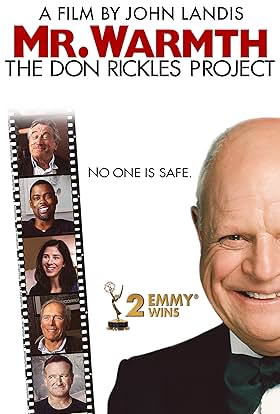 A FILM BY JOHN LANDIS
MR. WARMTH
THE DON RICKLES PROJECT
NO ONE IS SAFE.
2 EMMY®
WINS